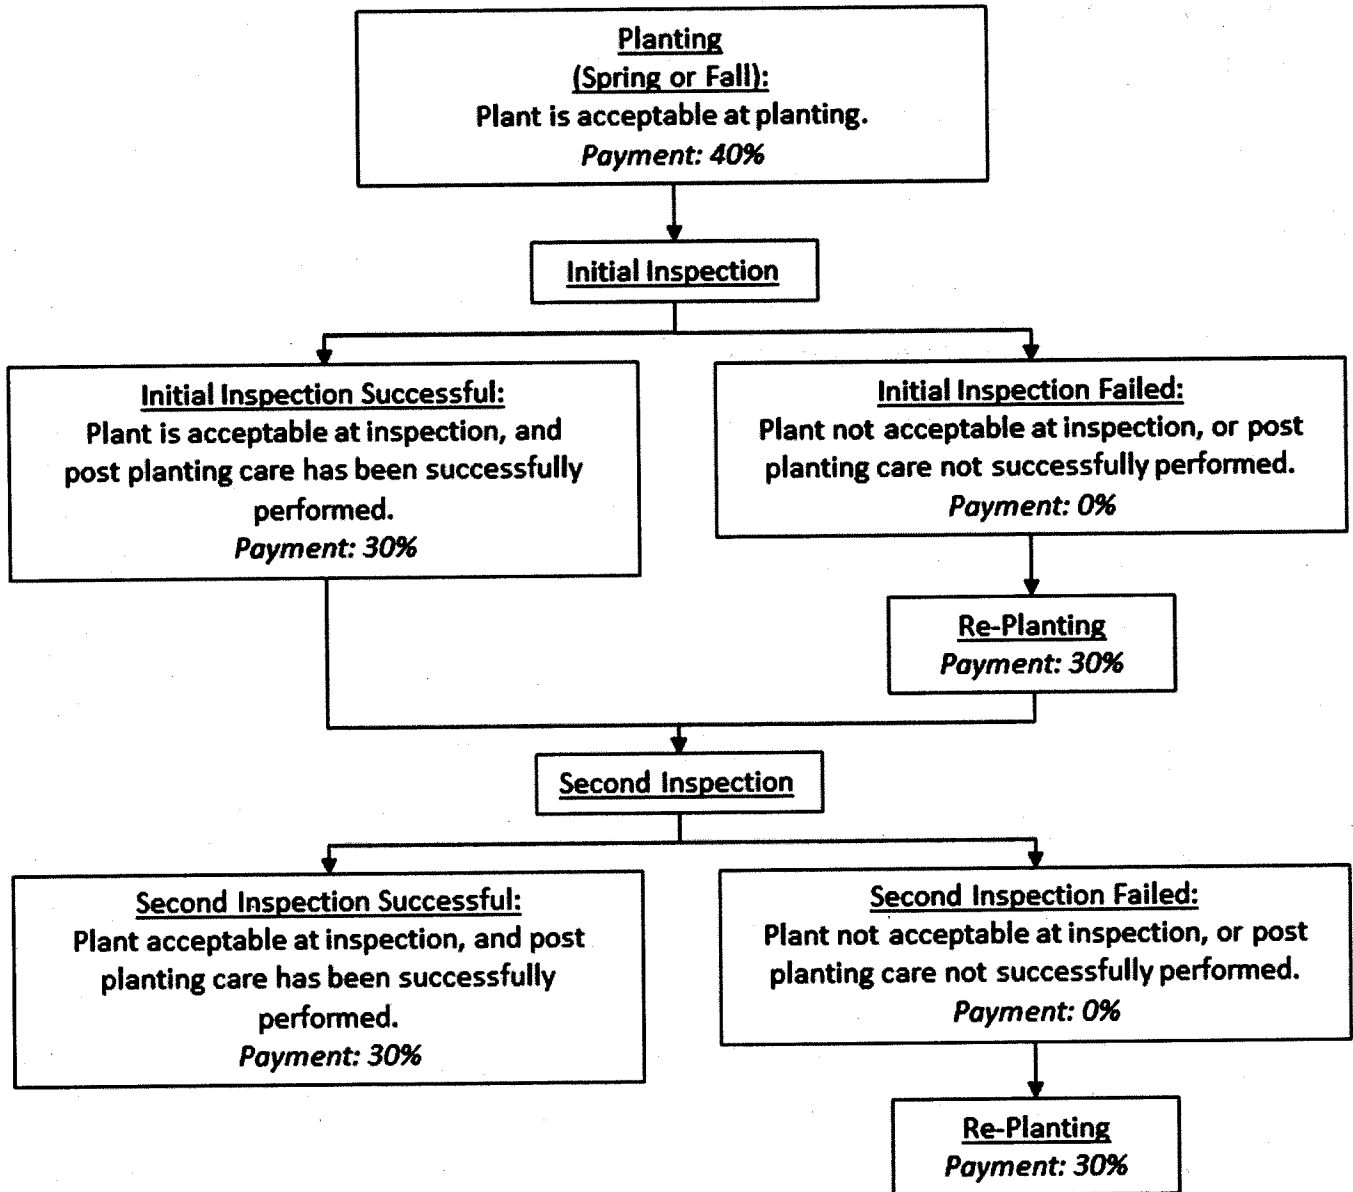 Planting
(Spring or Fall):
Plant is acceptable at planting.
Payment: 40%
Initial Inspection
Initial Inspection Successful:
Plant is acceptable at inspection, and
post planting care has been successfully
performed.
Payment: 30%
Initial Inspection Failed:
Plant not acceptable at inspection, or post
planting care not successfully performed.
Payment: 0%
Re-Planting
Payment: 30%
Second Inspection
Second Inspection Successful:
Plant acceptable at inspection, and post
planting care has been successfully
performed.
Payment: 30%
Second Inspection Failed:
Plant not acceptable at inspection, or post
planting care not successfully performed.
Payment: 0%
Re-Planting
Payment: 30%